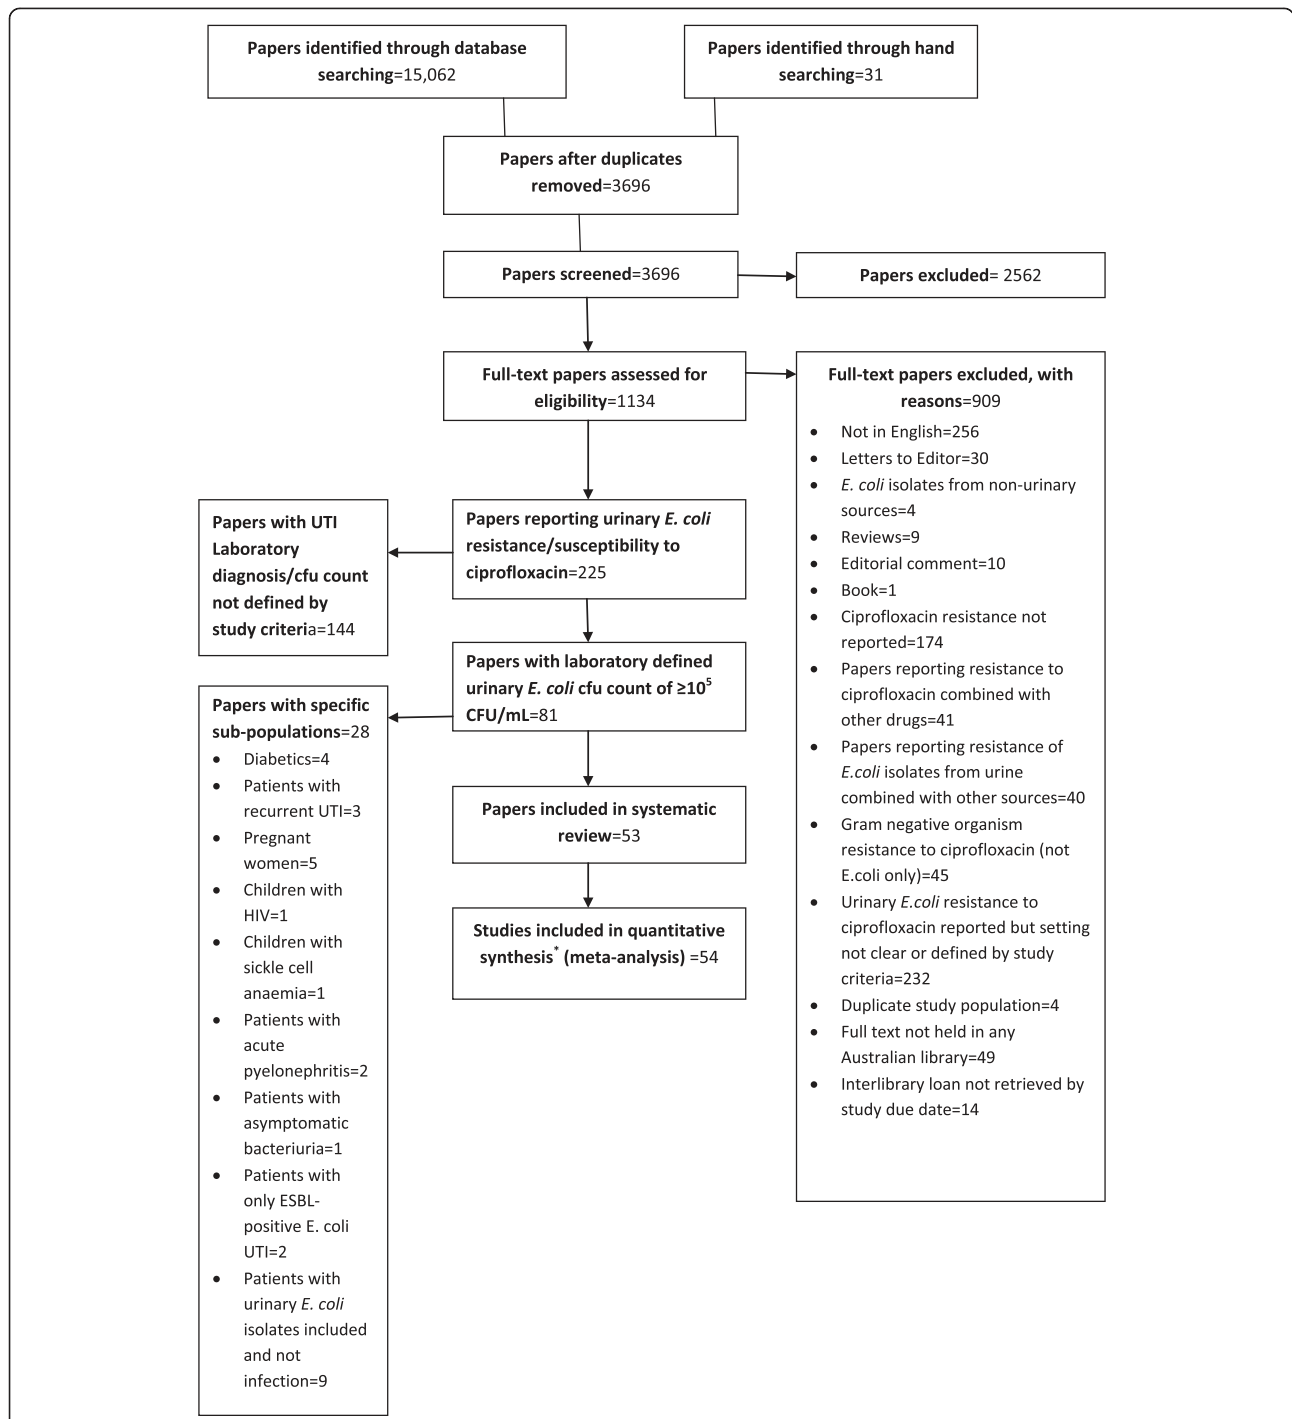 Papers identified through database
searching=15,062
Papers identified through hand
searching=31
Papers after duplicates
removed=3696
Papers screened=3696
Papers excluded= 2562
Full-text papers assessed for
eligibility=1134
Full-text papers excluded, with
reasons=909
• Not in English=256
• Letters to Editor=30
• E. coli isolates from non-urinary
sources=4
• Reviews=9
• Editorial comment=10
• Book=1
• Ciprofloxacin resistance not
reported=174
• Papers reporting resistance to
ciprofloxacin combined with
other drugs=41
• Papers reporting resistance of
E.coli isolates from urine
combined with other sources=40
• Gram negative organism
resistance to ciprofloxacin (not
E.coli only)=45
• Urinary E.coli resistance to
ciprofloxacin reported but setting
not clear or defined by study
criteria=232
• Duplicate study population=4
• Full text not held in any
Australian library=49
• Interlibrary loan not retrieved by
study due date=14
Papers reporting urinary E. coli
resistance/susceptibility to
ciprofloxacin=225
Papers with UTI
Laboratory
diagnosis/cfu count
not defined by
study criteria=144
Papers with laboratory defined
urinary E. coli cfu count of ≥10⁵
CFU/mL=81
Papers with specific
sub-populations=28
• Diabetics=4
• Patients with
recurrent UTI=3
• Pregnant
women=5
• Children with
HIV=1
• Children with
sickle cell
anaemia=1
• Patients with
acute
pyelonephritis=2
• Patients with
asymptomatic
bacteriuria=1
• Patients with
only ESBL-
positive E. coli
UTI=2
• Patients with
urinary E. coli
isolates included
and not
infection=9
Papers included in systematic
review=53
Studies included in quantitative
synthesis* (meta-analysis) =54